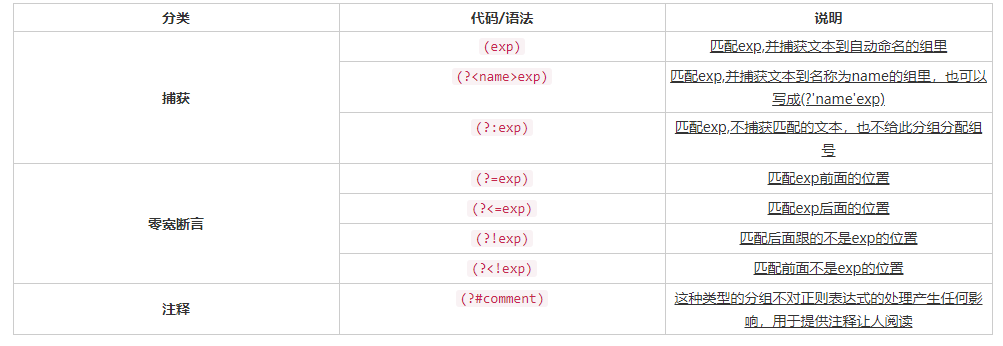 分类 代码/语法 说明
捕获
(exp) 匹配exp,并捕获文本到自动命名的组里
(?<name>exp) 匹配exp,并捕获文本到名称为name的组里，也可以
写成(?'name'exp)
(?:exp) 匹配exp,不捕获匹配的文本，也不给此分组分配组
号
零宽断言
(?=exp) 匹配exp前面的位置
(?<=exp) 匹配exp后面的位置
(?!exp) 匹配后面跟的不是exp的位置
(?<!exp) 匹配前面不是exp的位置
注释
(?#comment) 这种类型的分组不对正则表达式的处理产生任何影
响，用于提供注释让人阅读